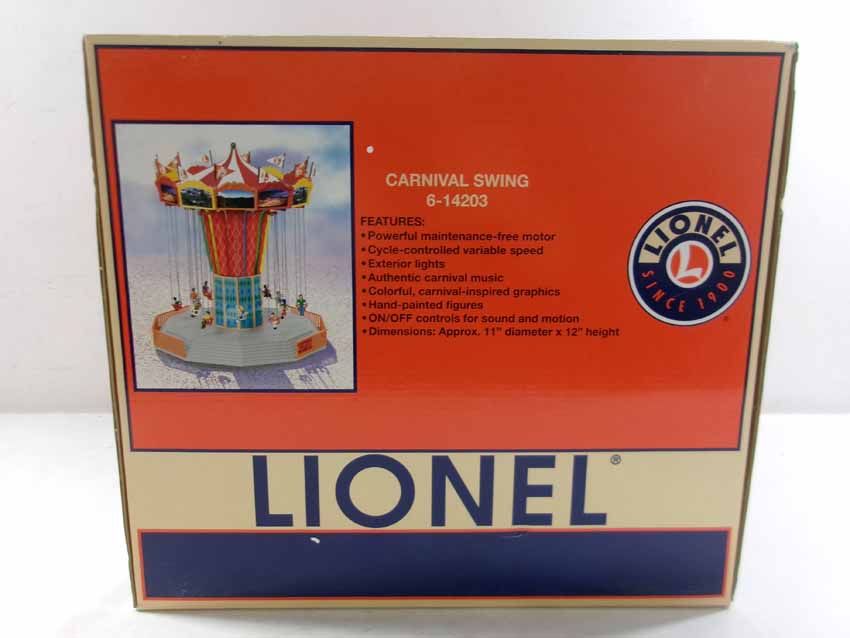 CARNIVAL SWING
6-14203
FEATURES:
•Powerful maintenance-free motor
•Cycle-controlled variable speed
•Exterior lights
•Authentic carnival music
•Colorful, carnival-inspired graphics
•Hand-painted figures
•ON/OFF controls for sound and motion
•Dimensions: Approx. 11" diameter x 12" height
LIONEL
L
SINCE 1900
®
LIONEL®